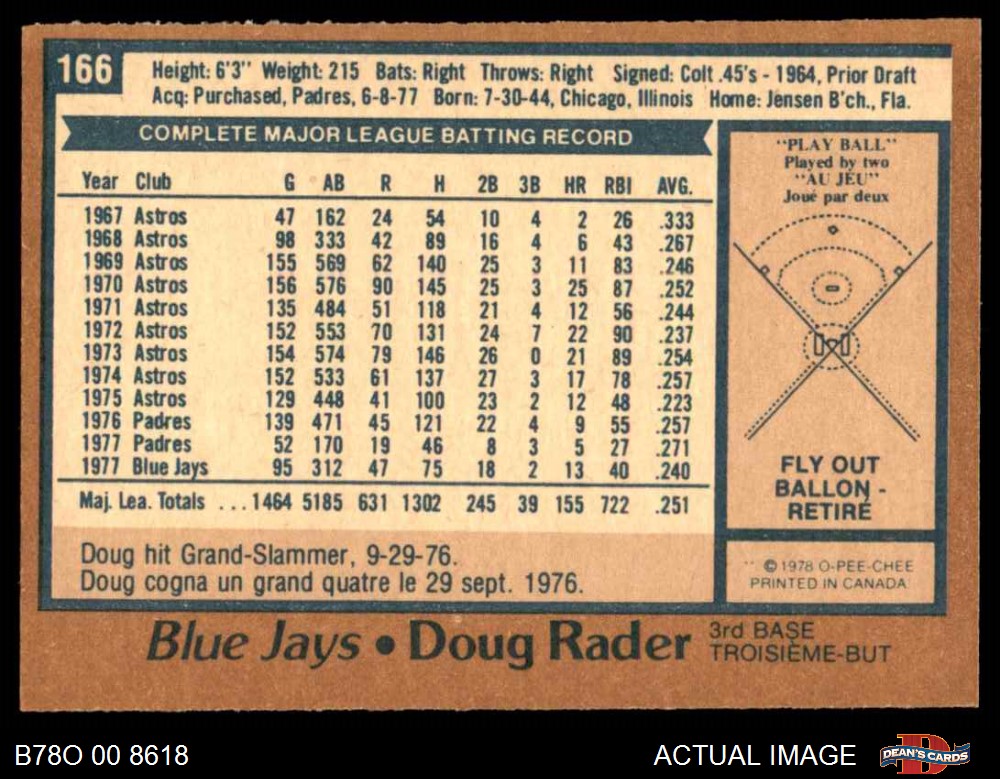 166
Height: 6'3" Weight: 215 Bats: Right Throws: Right Signed: Colt .45's - 1964, Prior Draft
Acq: Purchased, Padres, 6-8-77 Born: 7-30-44, Chicago, Illinois Home: Jensen B'ch., Fla.
COMPLETE MAJOR LEAGUE BATTING RECORD
Year Club G AB R H 2B 3B HR RBI AVG.
1967 Astros 47 162 24 54 10 4 2 26 .333
1968 Astros 98 333 42 89 16 4 6 43 .267
1969 Astros 155 569 62 140 25 3 11 83 .246
1970 Astros 156 576 90 145 25 3 25 87 .252
1971 Astros 135 484 51 118 21 4 12 56 .244
1972 Astros 152 553 70 131 24 7 22 90 .237
1973 Astros 154 574 79 146 26 0 21 89 .254
1974 Astros 152 533 61 137 27 3 17 78 .257
1975 Astros 129 448 41 100 23 2 12 48 .223
1976 Padres 139 471 45 121 22 4 9 55 .257
1977 Padres 52 170 19 46 8 3 5 27 .271
1977 Blue Jays 95 312 47 75 18 2 13 40 .240
Maj. Lea. Totals ...1464 5185 631 1302 245 39 155 722 .251
Doug hit Grand-Slammer, 9-29-76.
Doug cogna un grand quatre le 29 sept. 1976.
"PLAY BALL"
Played by two
"AU JEU"
Joué par deux
FLY OUT
BALLON -
RETIRÉ
©1978 O-PEE-CHEE
PRINTED IN CANADA
Blue Jays • Doug Rader
3rd BASE
TROISIÈME-BUT
B78O 00 8618
ACTUAL IMAGE
DEAN'S CARDS